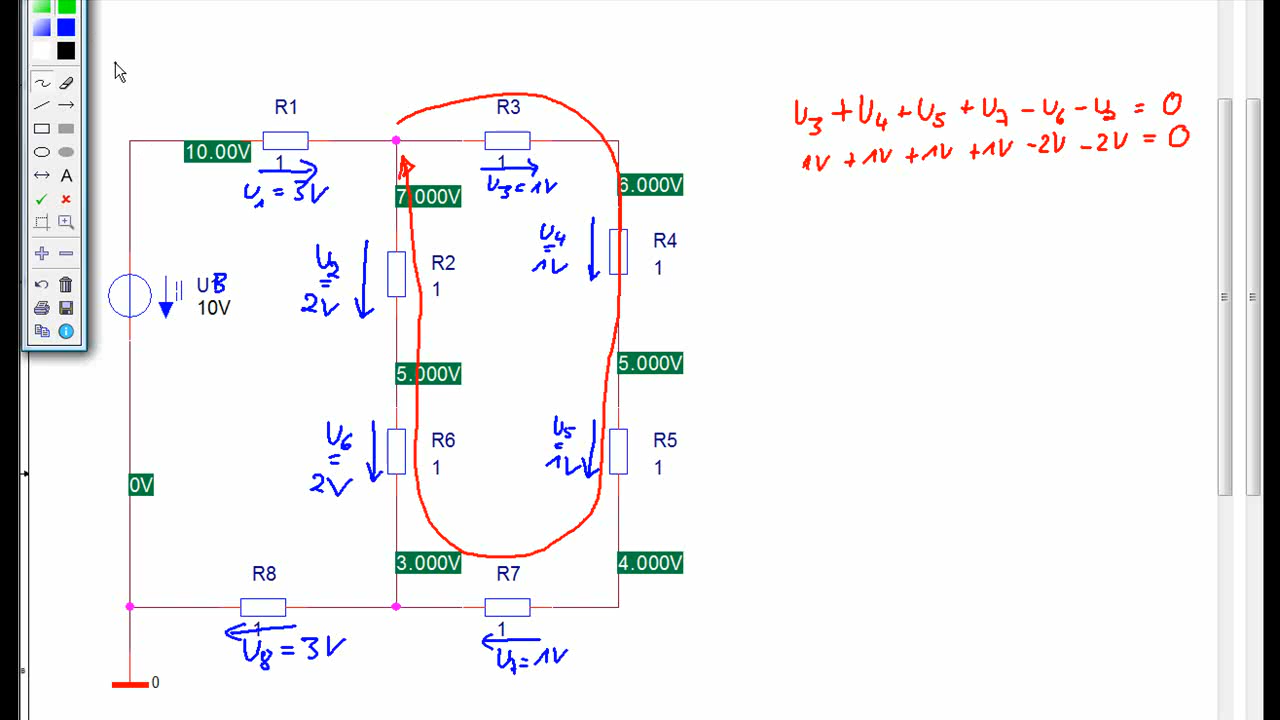 R1
R3
U3 + U4 + U5 + U7 - U6 - U2 = 0
1V + 1V + 1V + 1V - 2V - 2V = 0
10.00V
1
1
U1 = 3V
U3 = 1V
7.000V
6.000V
A
U2 = 2V
R2
1
U4 = 1V
R4
1
UB
10V
5.000V
5.000V
U6 = 2V
R6
1
U5 = 1V
R5
1
0V
3.000V
4.000V
R8
R7
1
1
U8 = 3V
U7 = 1V
0